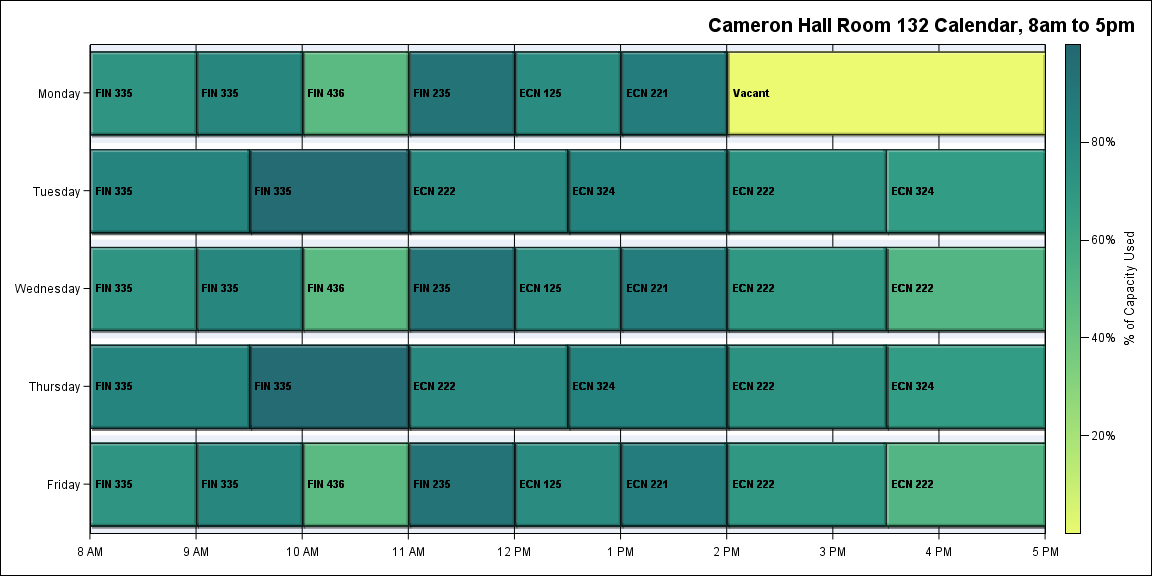 Cameron Hall Room 132 Calendar, 8am to 5pm
Monday
FIN 335
FIN 335
FIN 436
FIN 235
ECN 125
ECN 221
Vacant
Tuesday
FIN 335
FIN 335
ECN 222
ECN 324
ECN 222
ECN 324
Wednesday
FIN 335
FIN 335
FIN 436
FIN 235
ECN 125
ECN 221
ECN 222
ECN 222
Thursday
FIN 335
FIN 335
ECN 222
ECN 324
ECN 222
ECN 324
Friday
FIN 335
FIN 335
FIN 436
FIN 235
ECN 125
ECN 221
ECN 222
ECN 222
8 AM
9 AM
10 AM
11 AM
12 PM
1 PM
2 PM
3 PM
4 PM
5 PM
80%
60%
40%
20%
% of Capacity Used